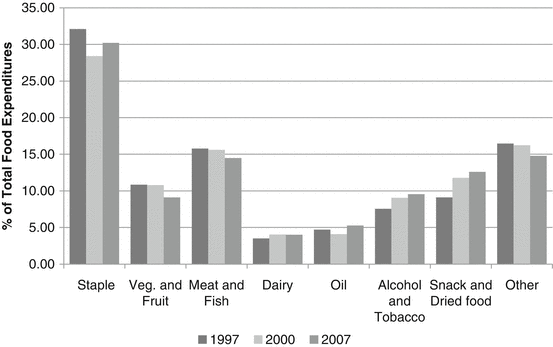 35.00
30.00
25.00
20.00
15.00
10.00
5.00
0.00
% of Total Food Expenditures
Staple
Veg. and
Fruit
Meat and
Fish
Dairy
Oil
Alcohol
and
Tobacco
Snack and
Dried food
Other
1997 2000 2007